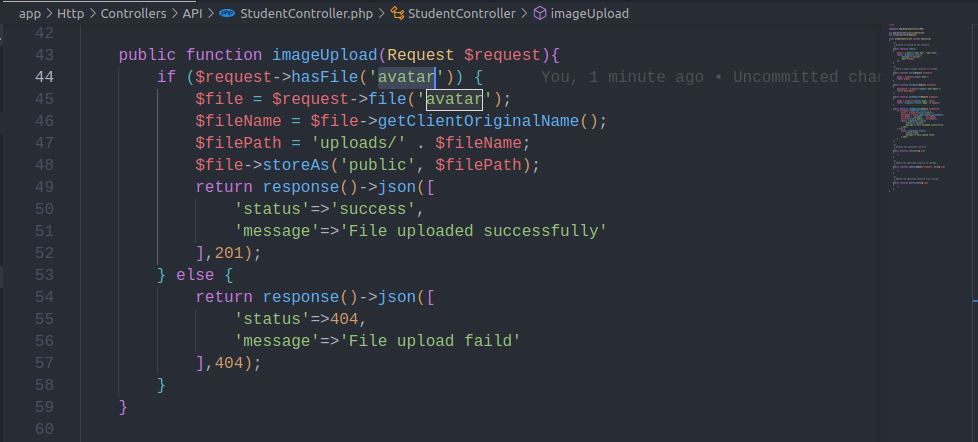 app > Http > Controllers > API > StudentController.php > StudentController > imageUpload
42
43 public function imageUpload(Request $request){
44 if ($request->hasFile('avatar')) { You, 1 minute ago • Uncommitted chan
45 $file = $request->file('avatar');
46 $fileName = $file->getClientOriginalName();
47 $filePath = 'uploads/' . $fileName;
48 $file->storeAs('public', $filePath);
49 return response()->json([
50 'status'=>'success',
51 'message'=>'File uploaded successfully'
52 ],201);
53 } else {
54 return response()->json([
55 'status'=>404,
56 'message'=>'File upload faild'
57 ],404);
58 }
59 }
60